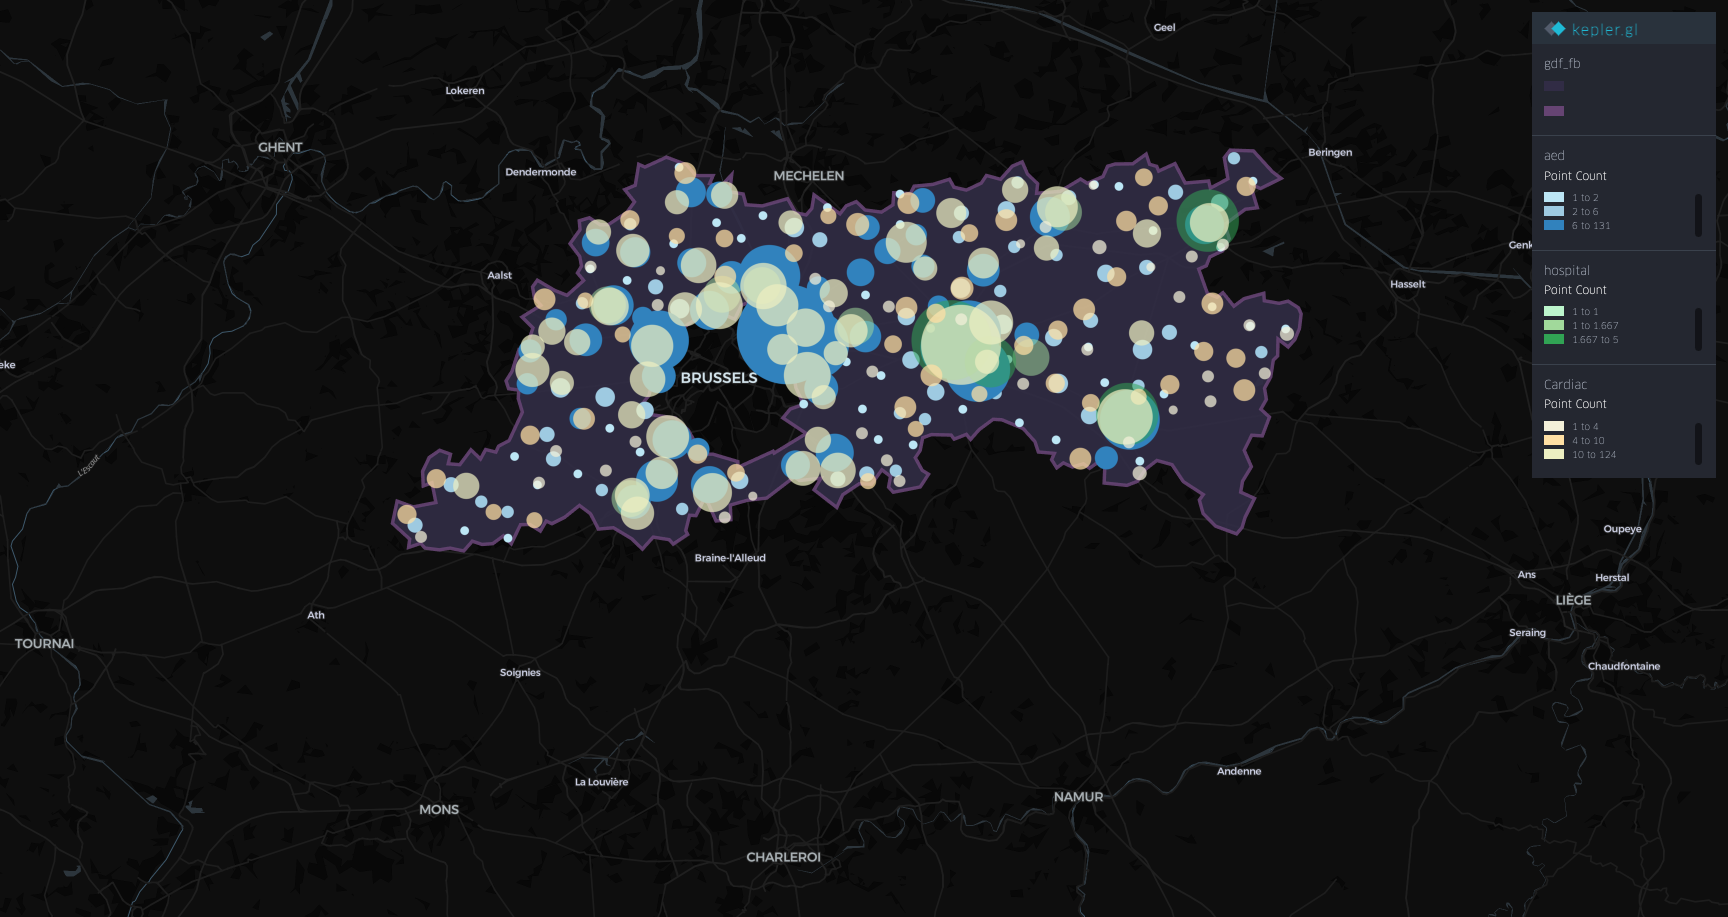 Geel
Lokeren
GHENT
Beringen
Dendermonde
MECHELEN
Genk
Aalst
Hasselt
eke
BRUSSELS
L'Escaut
Oupeye
Braine-l'Alleud
Ans
Herstal
LIÈGE
Ath
Seraing
TOURNAI
Chaudfontaine
Soignies
Andenne
La Louvière
NAMUR
MONS
CHARLEROI
kepler.gl
gdf_fb
aed
Point Count
1 to 2
2 to 6
6 to 131
hospital
Point Count
1 to 1
1 to 1.667
1.667 to 5
Cardiac
Point Count
1 to 4
4 to 10
10 to 124